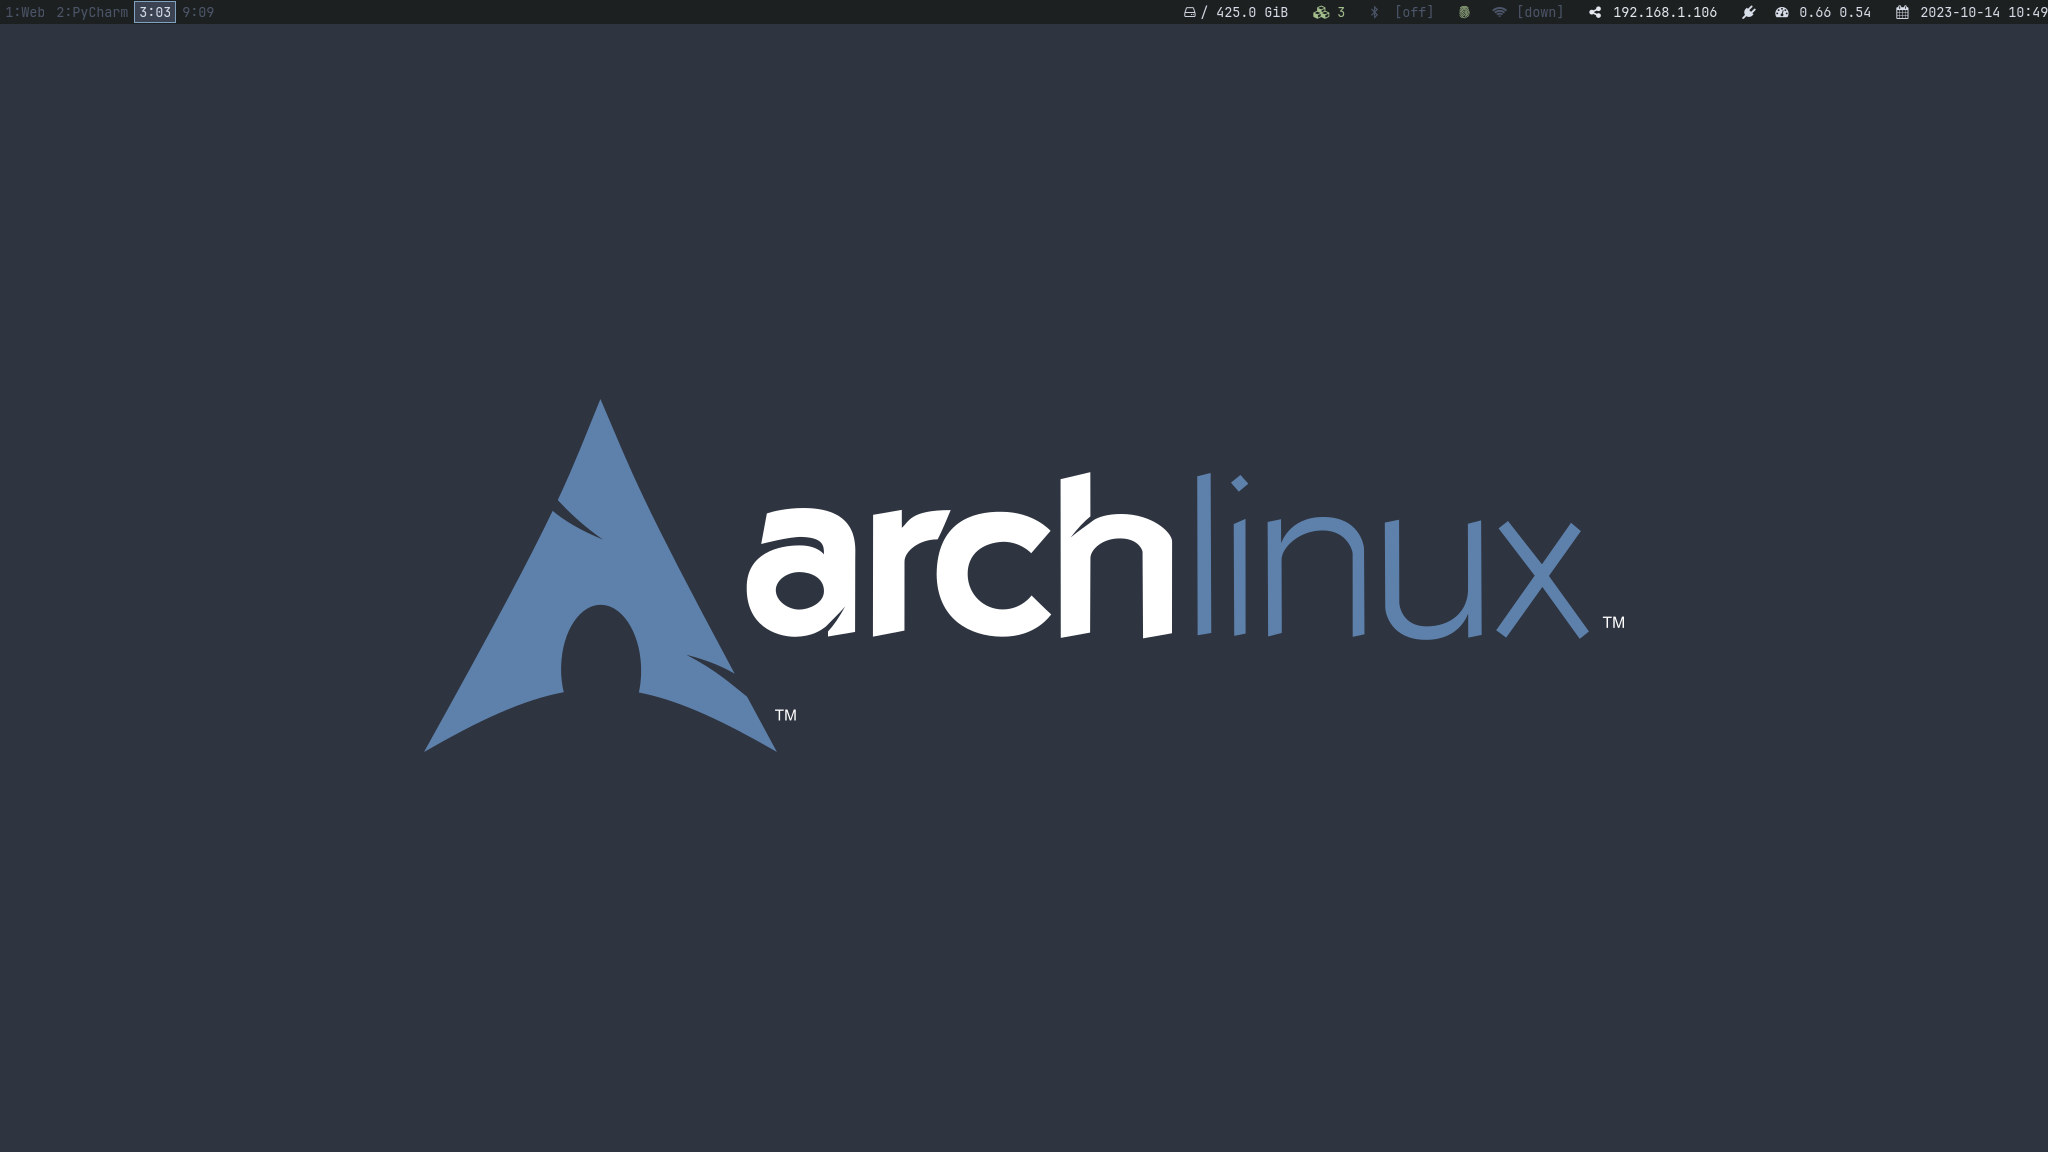 1:Web 2:PyCharm 3:03 9:09 / 425.0 GiB 3 [off] [down] 192.168.1.106 0.66 0.54 2023-10-14 10:49
archlinux TM
TM